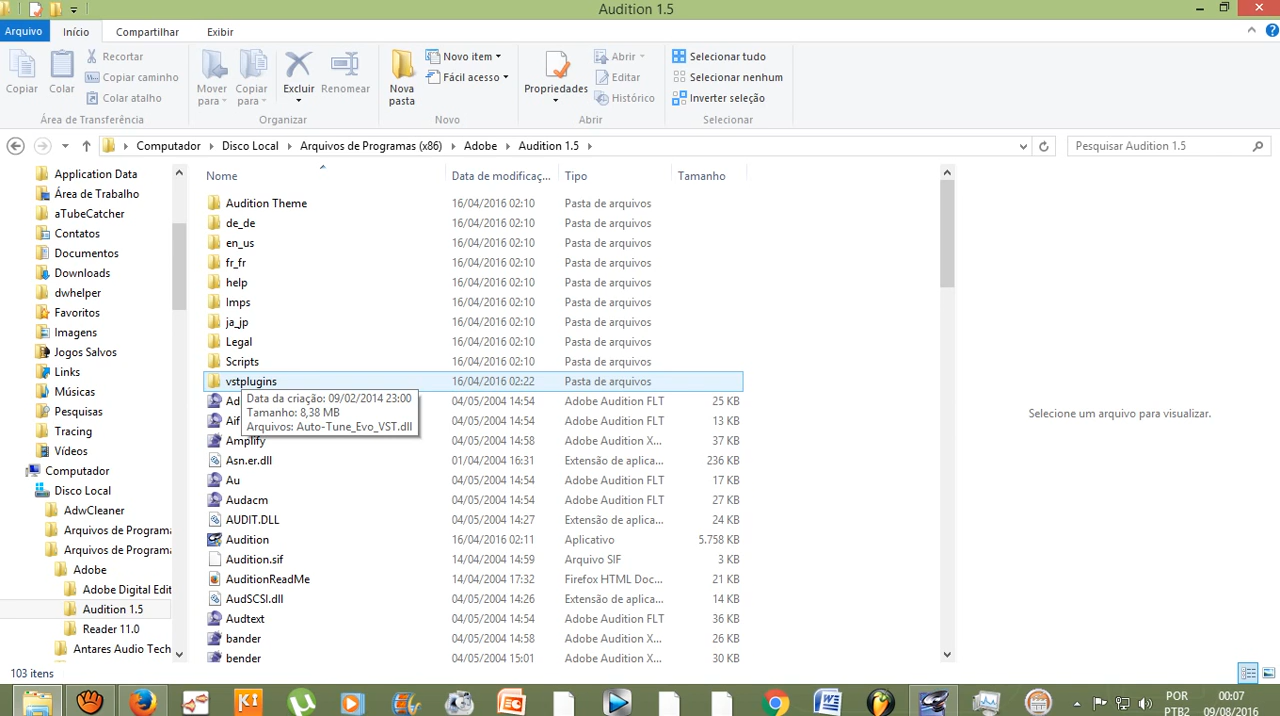 Audition 1.5
Arquivo Início Compartilhar Exibir
Copiar
Colar
Recortar
Copiar caminho
Colar atalho
Área de Transferência
Mover para
Copiar para
Excluir
Renomear
Organizar
Nova pasta
Novo item
Fácil acesso
Novo
Propriedades
Abrir
Editar
Histórico
Abrir
Selecionar tudo
Selecionar nenhum
Inverter seleção
Selecionar
Computador Disco Local Arquivos de Programas (x86) Adobe Audition 1.5
Pesquisar Audition 1.5
Application Data
Área de Trabalho
aTubeCatcher
Contatos
Documentos
Downloads
dwhelper
Favoritos
Imagens
Jogos Salvos
Links
Músicas
Pesquisas
Tracing
Vídeos
Computador
Disco Local
AdwCleaner
Arquivos de Programa
Arquivos de Programa
Adobe
Adobe Digital Edit
Audition 1.5
Reader 11.0
Antares Audio Tech
Nome Data de modificaç... Tipo Tamanho
Audition Theme 16/04/2016 02:10 Pasta de arquivos
de_de 16/04/2016 02:10 Pasta de arquivos
en_us 16/04/2016 02:10 Pasta de arquivos
fr_fr 16/04/2016 02:10 Pasta de arquivos
help 16/04/2016 02:10 Pasta de arquivos
Imps 16/04/2016 02:10 Pasta de arquivos
ja_jp 16/04/2016 02:10 Pasta de arquivos
Legal 16/04/2016 02:10 Pasta de arquivos
Scripts 16/04/2016 02:10 Pasta de arquivos
vstplugins 16/04/2016 02:22 Pasta de arquivos
Ad 04/05/2004 14:54 Adobe Audition FLT 25 KB
Aif 04/05/2004 14:54 Adobe Audition FLT 13 KB
Amplify 04/05/2004 14:58 Adobe Audition X... 37 KB
Asn.er.dll 01/04/2004 16:31 Extensão de aplica... 236 KB
Au 04/05/2004 14:54 Adobe Audition FLT 17 KB
Audacm 04/05/2004 14:54 Adobe Audition FLT 27 KB
AUDIT.DLL 04/05/2004 14:27 Extensão de aplica... 24 KB
Audition 16/04/2016 02:11 Aplicativo 5.758 KB
Audition.sif 14/04/2004 14:59 Arquivo SIF 3 KB
AuditionReadMe 14/04/2004 17:32 Firefox HTML Doc... 21 KB
AudSCSI.dll 04/05/2004 14:26 Extensão de aplica... 14 KB
Audtext 04/05/2004 14:54 Adobe Audition FLT 36 KB
bander 04/05/2004 14:58 Adobe Audition X... 26 KB
bender 04/05/2004 15:01 Adobe Audition X... 30 KB
Data da criação: 09/02/2014 23:00
Tamanho: 8,38 MB
Arquivos: Auto-Tune_Evo_VST.dll
Selecione um arquivo para visualizar.
103 itens
POR 00:07
PTB2 09/08/2016